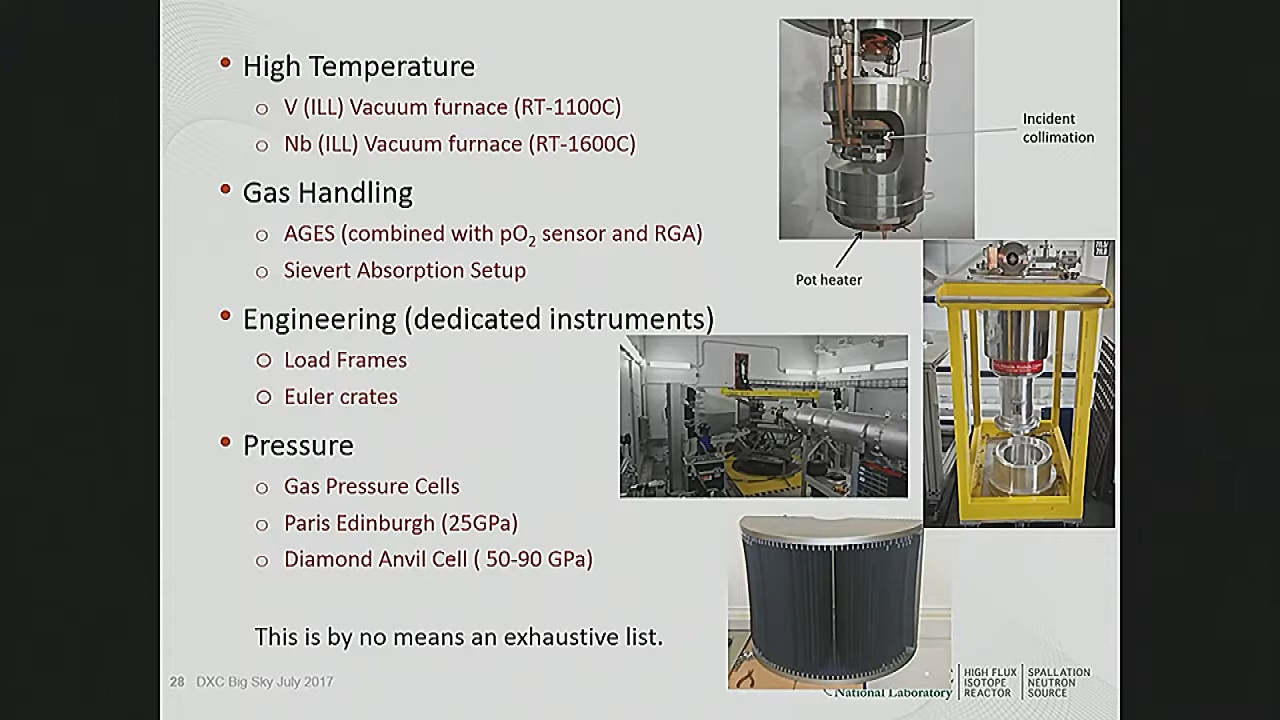 High Temperature
V (ILL) Vacuum furnace (RT-1100C)
Nb (ILL) Vacuum furnace (RT-1600C)
Gas Handling
AGES (combined with pO₂ sensor and RGA)
Sievert Absorption Setup
Engineering (dedicated instruments)
Load Frames
Euler crates
Pressure
Gas Pressure Cells
Paris Edinburgh (25GPa)
Diamond Anvil Cell ( 50-90 GPa)
This is by no means an exhaustive list.
Incident
collimation
Pot heater
28 DXC Big Sky July 2017
National Laboratory
HIGH FLUX
ISOTOPE
REACTOR
SPALLATION
NEUTRON
SOURCE